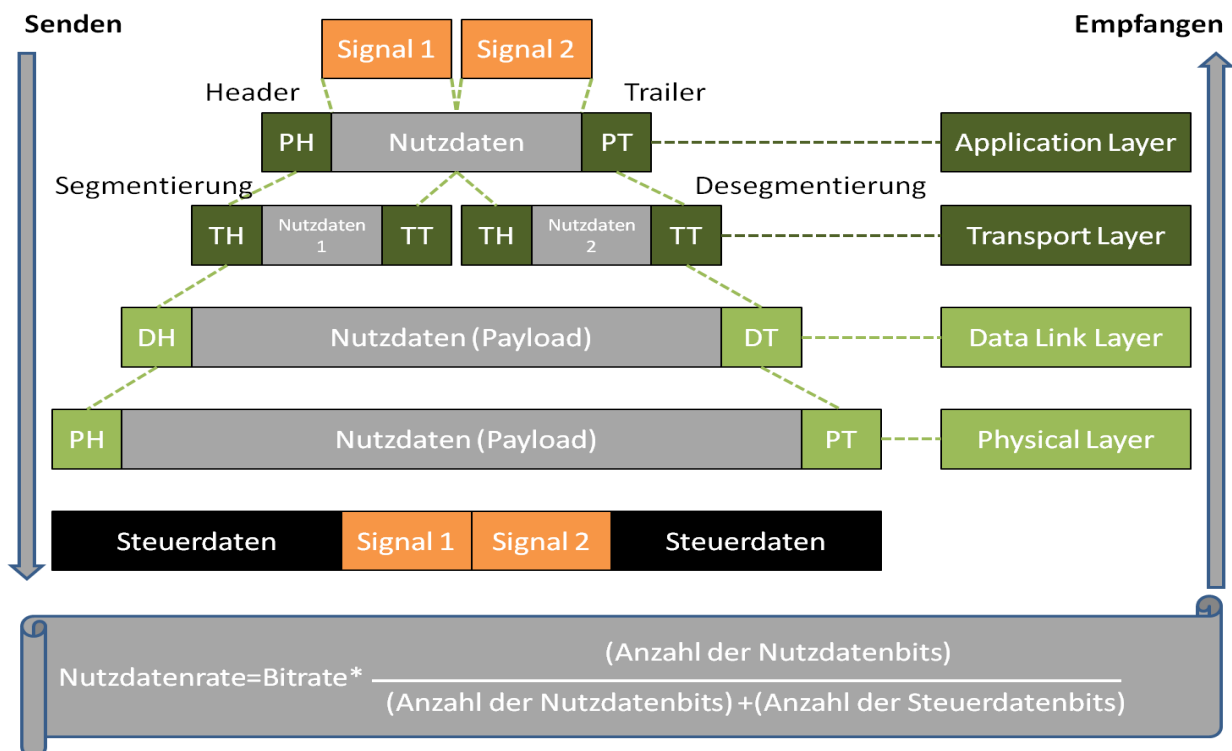 Senden
Empfangen
Signal 1 Signal 2
Header Trailer
PH Nutzdaten PT Application Layer
Segmentierung Desegmentierung
TH Nutzdaten
1 TT TH Nutzdaten
2 TT Transport Layer
DH Nutzdaten (Payload) DT Data Link Layer
PH Nutzdaten (Payload) PT Physical Layer
Steuerdaten Signal 1 Signal 2 Steuerdaten
Nutzdatenrate=Bitrate* (Anzahl der Nutzdatenbits)
(Anzahl der Nutzdatenbits)+(Anzahl der Steuerdatenbits)